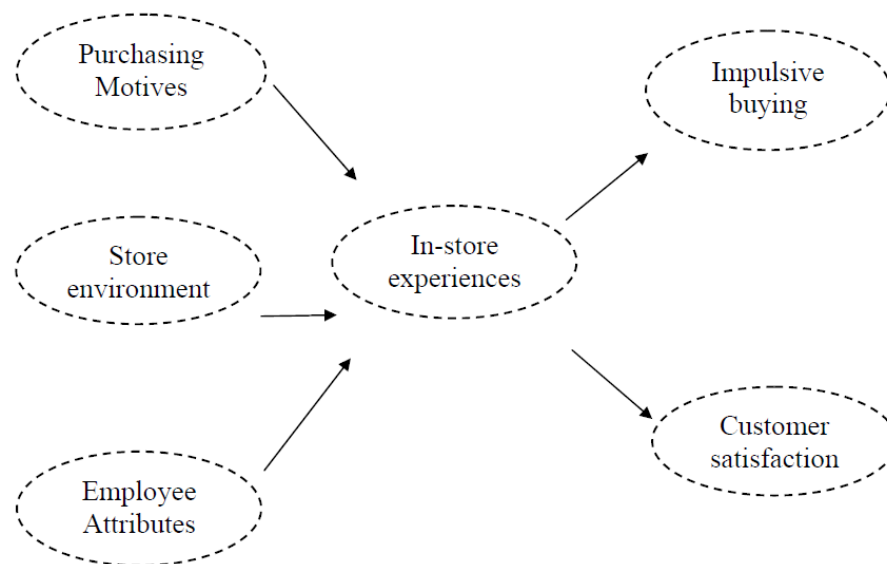 Purchasing
Motives
Impulsive
buying
Store
environment
In-store
experiences
Customer
satisfaction
Employee
Attributes